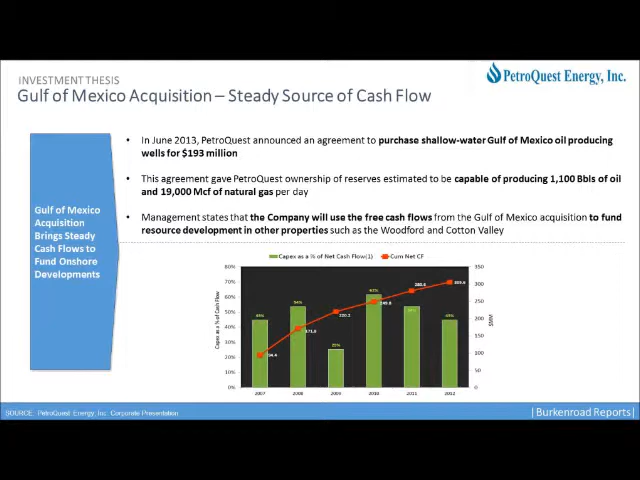 INVESTMENT THESIS
PetroQuest Energy, Inc.
Gulf of Mexico Acquisition – Steady Source of Cash Flow
Gulf of Mexico
Acquisition
Brings Steady
Cash Flows to
Fund Onshore
Developments
• In June 2013, PetroQuest announced an agreement to purchase shallow-water Gulf of Mexico oil producing
wells for $193 million
• This agreement gave PetroQuest ownership of reserves estimated to be capable of producing 1,100 Bbls of oil
and 19,000 Mcf of natural gas per day
• Management states that the Company will use the free cash flows from the Gulf of Mexico acquisition to fund
resource development in other properties such as the Woodford and Cotton Valley
Capex as a % of Net Cash Flow(1) Cum Net CF
Capex as a % of Cash Flow
80%
70%
60%
50%
40%
30%
20%
10%
0%
350
300
250
200
150
100
50
0
$MM
2007 2008 2009 2010 2011 2012
SOURCE: PetroQuest Energy, Inc. Corporate Presentation
|Burkenroad Reports|